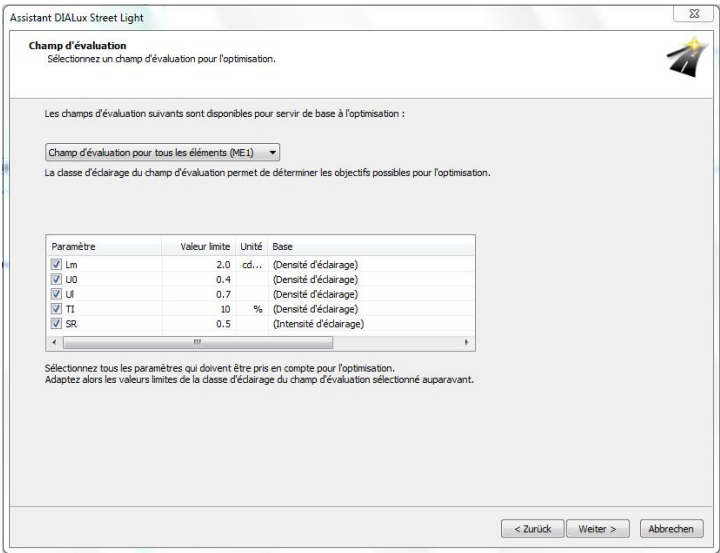 Assistant DIALux Street Light
Champ d'évaluation
Sélectionnez un champ d'évaluation pour l'optimisation.
Les champs d'évaluation suivants sont disponibles pour servir de base à l'optimisation :
Champ d'évaluation pour tous les éléments (ME1)
La classe d'éclairage du champ d'évaluation permet de déterminer les objectifs possibles pour l'optimisation.
Paramètre Valeur limite Unité Base
Lm 2.0 cd... (Densité d'éclairage)
U0 0.4 (Densité d'éclairage)
Ul 0.7 (Densité d'éclairage)
TI 10 % (Densité d'éclairage)
SR 0.5 (Intensité d'éclairage)
Sélectionnez tous les paramètres qui doivent être pris en compte pour l'optimisation.
Adaptez alors les valeurs limites de la classe d'éclairage du champ d'évaluation sélectionné auparavant.
< Zurück Weiter > Abbrechen